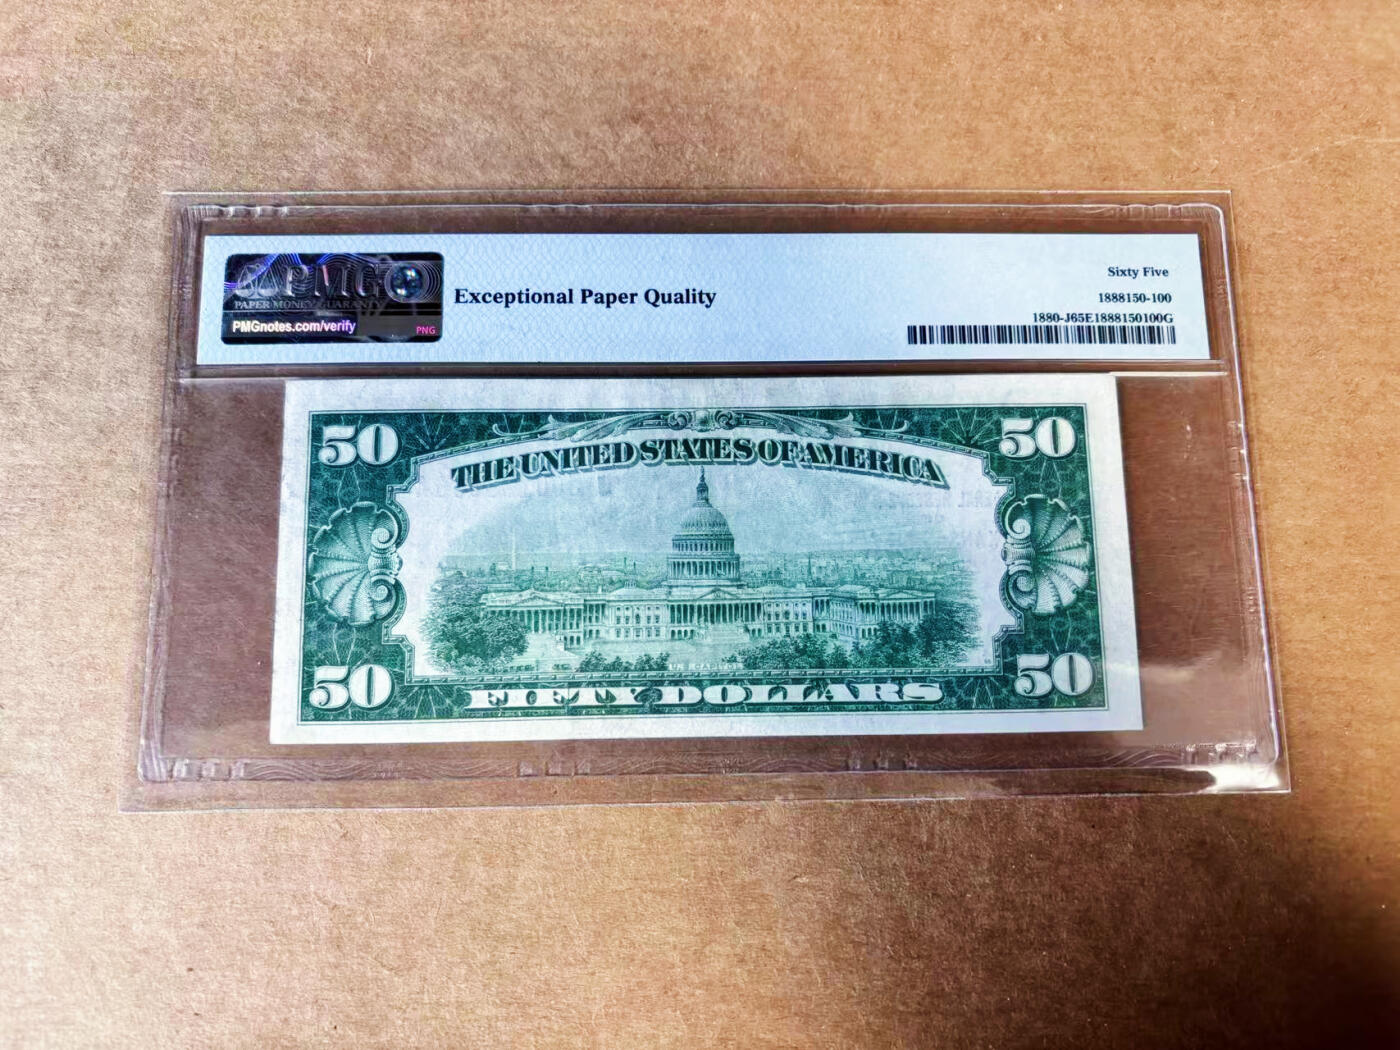 PMG
PAPER MONEY GUARANTY
PMGnotes.com/verify
PNG
Exceptional Paper Quality
Sixty Five
1888150-100
1880-J65E1888150100G
50
50
THE UNITED STATES OF AMERICA
U.S. CAPITOL
50
50
FIFTY DOLLARS